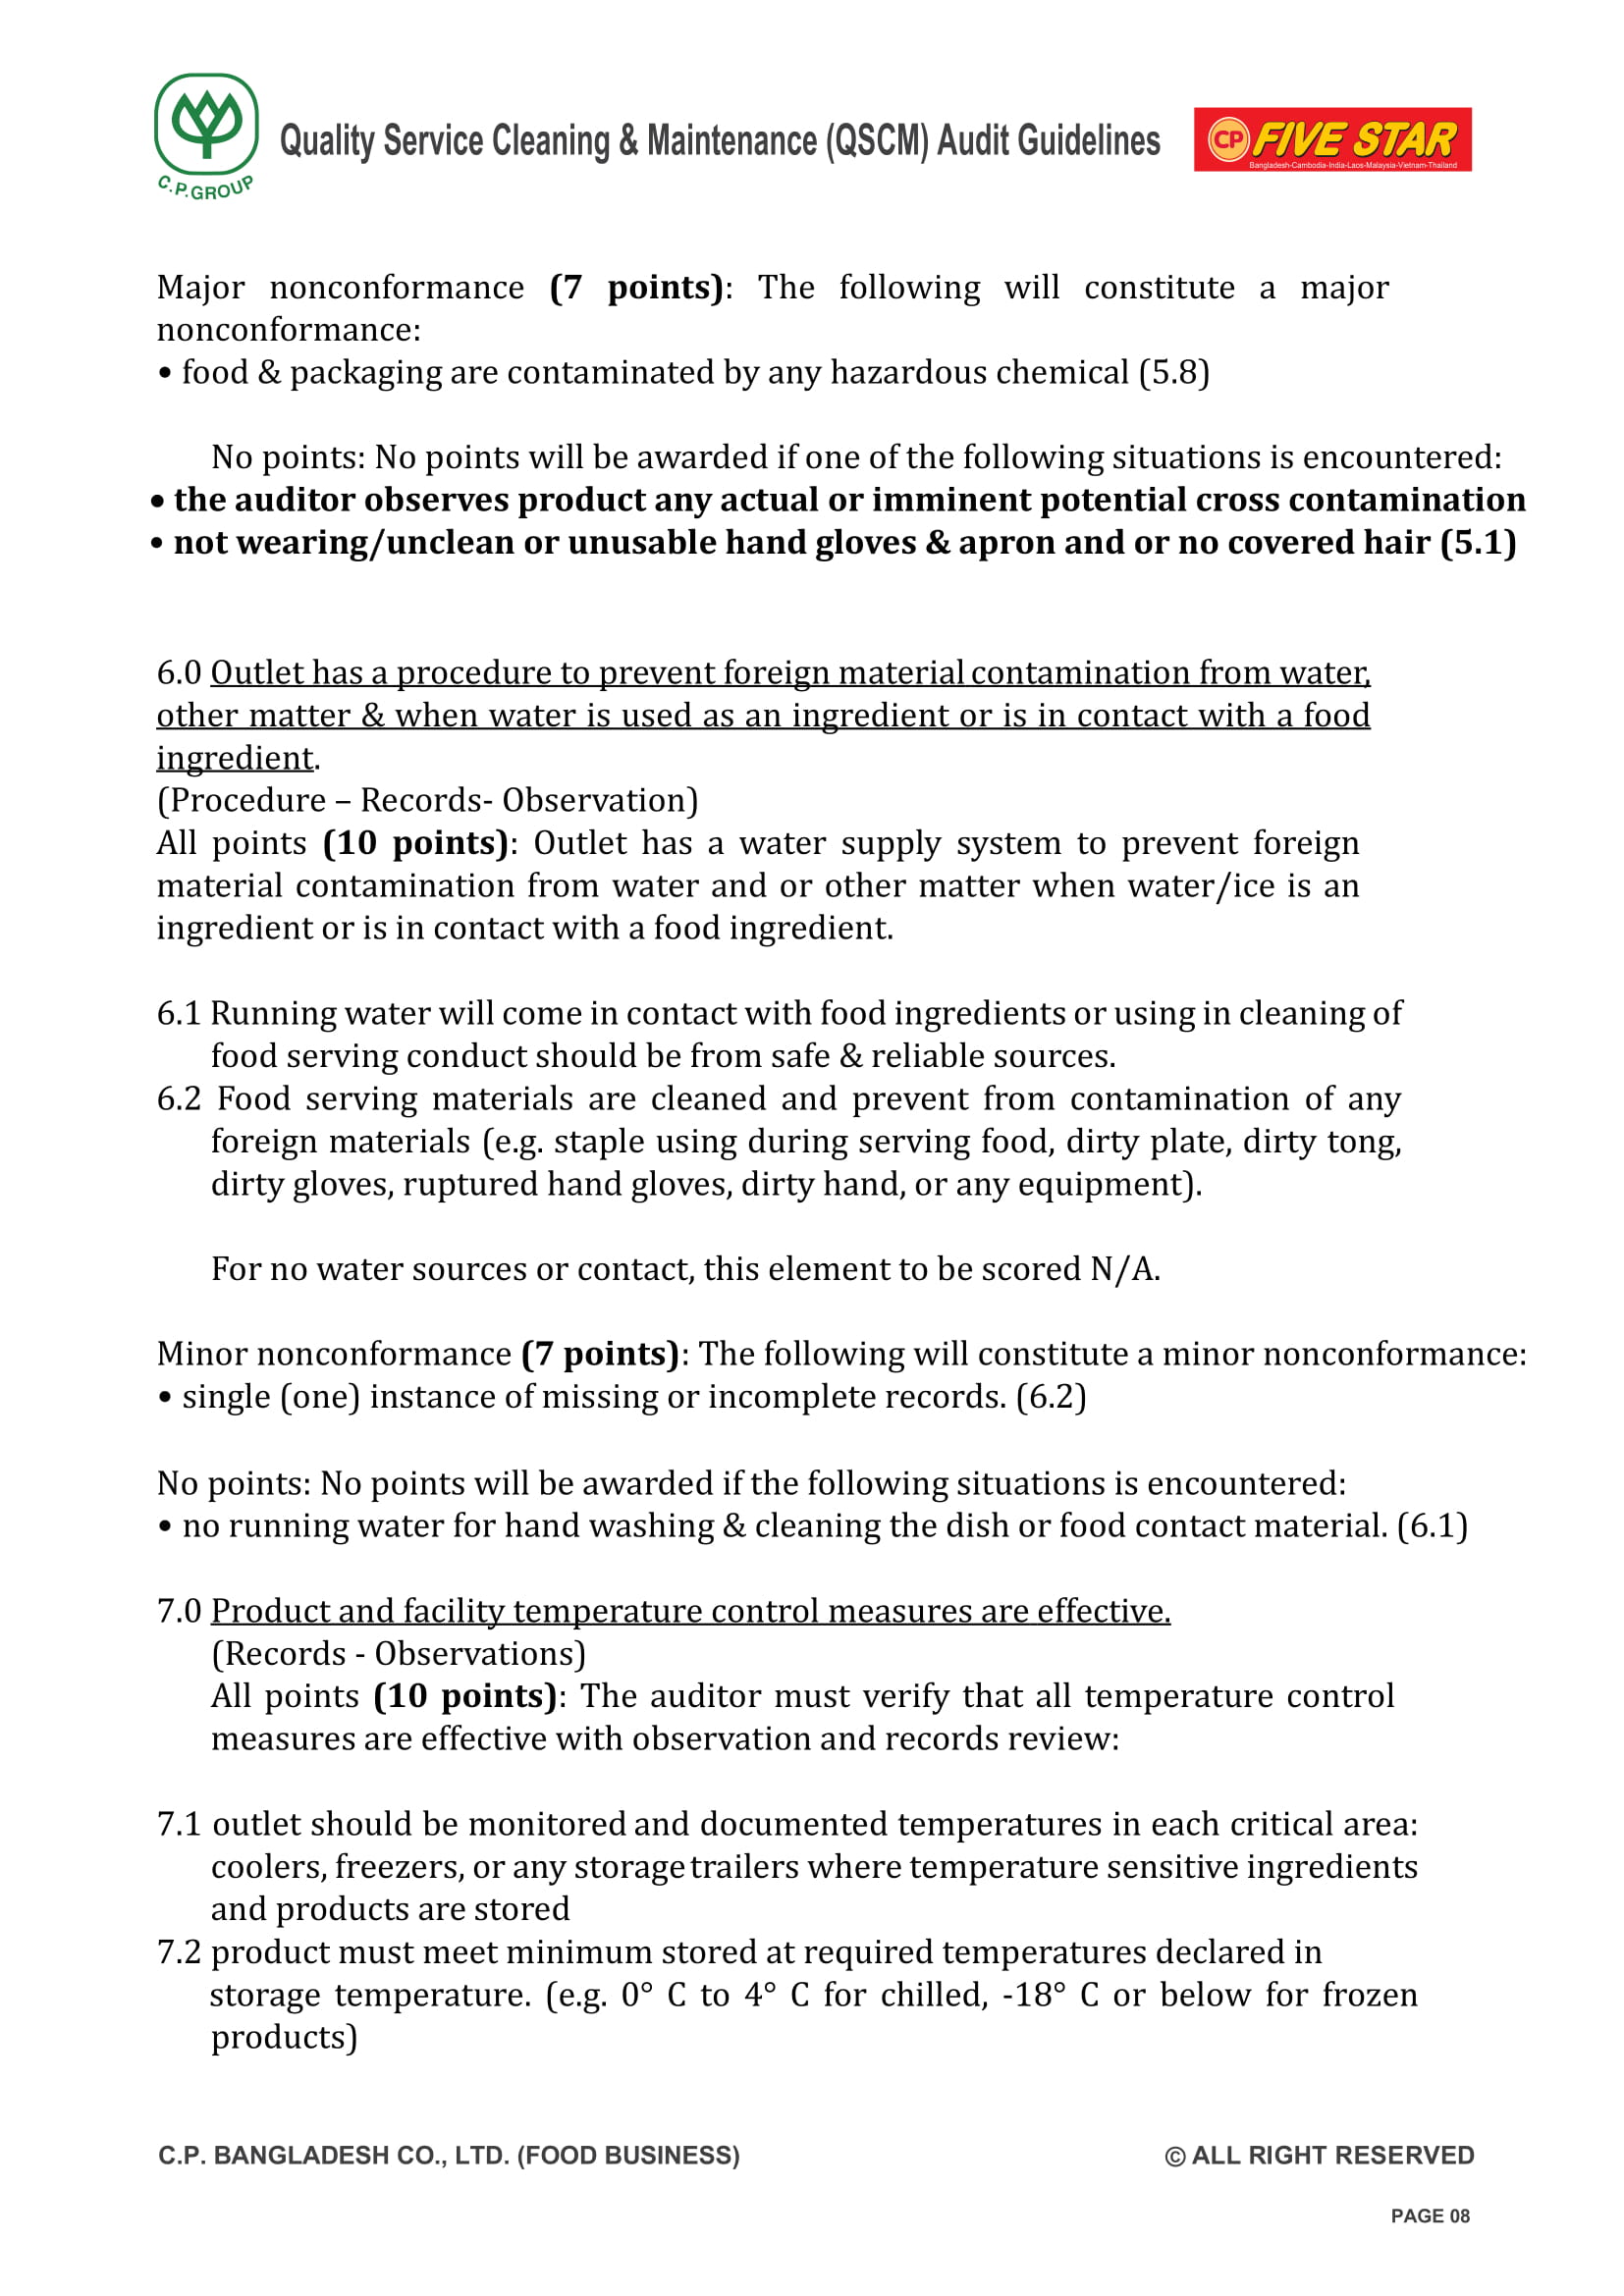 Quality Service Cleaning & Maintenance (QSCM) Audit Guidelines
C.P.GROUP
CP FIVE STAR
Bangladesh-Cambodia-India-Laos-Malaysia-Vietnam-Thailand
Major nonconformance (7 points): The following will constitute a major
nonconformance:
• food & packaging are contaminated by any hazardous chemical (5.8)
No points: No points will be awarded if one of the following situations is encountered:
• the auditor observes product any actual or imminent potential cross contamination
• not wearing/unclean or unusable hand gloves & apron and or no covered hair (5.1)
6.0 Outlet has a procedure to prevent foreign material contamination from water,
other matter & when water is used as an ingredient or is in contact with a food
ingredient.
(Procedure – Records- Observation)
All points (10 points): Outlet has a water supply system to prevent foreign
material contamination from water and or other matter when water/ice is an
ingredient or is in contact with a food ingredient.
6.1 Running water will come in contact with food ingredients or using in cleaning of
food serving conduct should be from safe & reliable sources.
6.2 Food serving materials are cleaned and prevent from contamination of any
foreign materials (e.g. staple using during serving food, dirty plate, dirty tong,
dirty gloves, ruptured hand gloves, dirty hand, or any equipment).
For no water sources or contact, this element to be scored N/A.
Minor nonconformance (7 points): The following will constitute a minor nonconformance:
• single (one) instance of missing or incomplete records. (6.2)
No points: No points will be awarded if the following situations is encountered:
• no running water for hand washing & cleaning the dish or food contact material. (6.1)
7.0 Product and facility temperature control measures are effective.
(Records - Observations)
All points (10 points): The auditor must verify that all temperature control
measures are effective with observation and records review:
7.1 outlet should be monitored and documented temperatures in each critical area:
coolers, freezers, or any storage trailers where temperature sensitive ingredients
and products are stored
7.2 product must meet minimum stored at required temperatures declared in
storage temperature. (e.g. 0° C to 4° C for chilled, -18° C or below for frozen
products)
C.P. BANGLADESH CO., LTD. (FOOD BUSINESS)
© ALL RIGHT RESERVED
PAGE 08